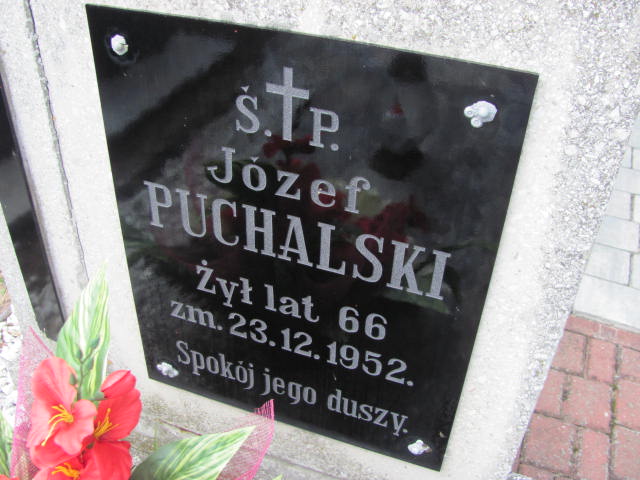 Ś. P.
Józef
PUCHALSKI
Żył lat 66
zm. 23.12.1952.
Spokój jego duszy.